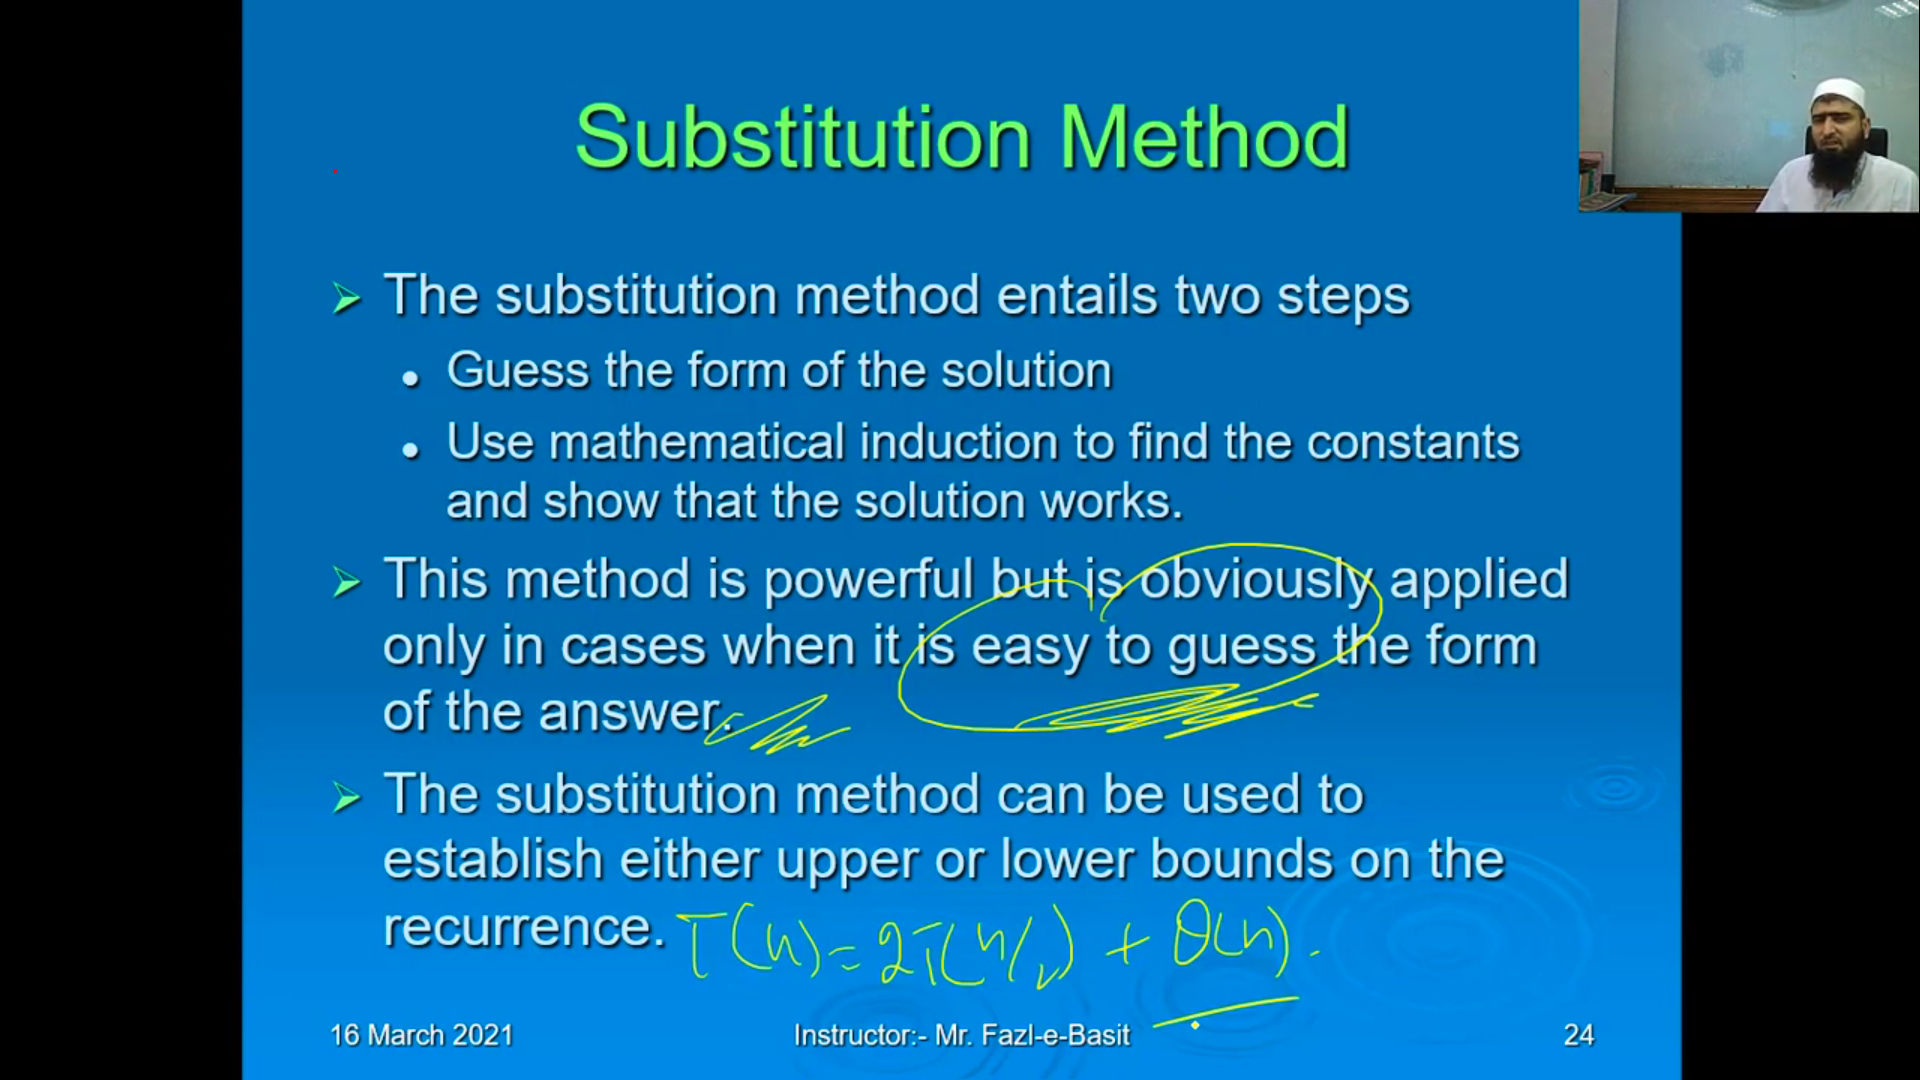 Substitution Method
The substitution method entails two steps
Guess the form of the solution
Use mathematical induction to find the constants
and show that the solution works.
This method is powerful but is obviously applied
only in cases when it is easy to guess the form
of the answer.
The substitution method can be used to
establish either upper or lower bounds on the
recurrence. T(n)=2T(n/2) + Θ(n).
16 March 2021 Instructor:- Mr. Fazl-e-Basit 24